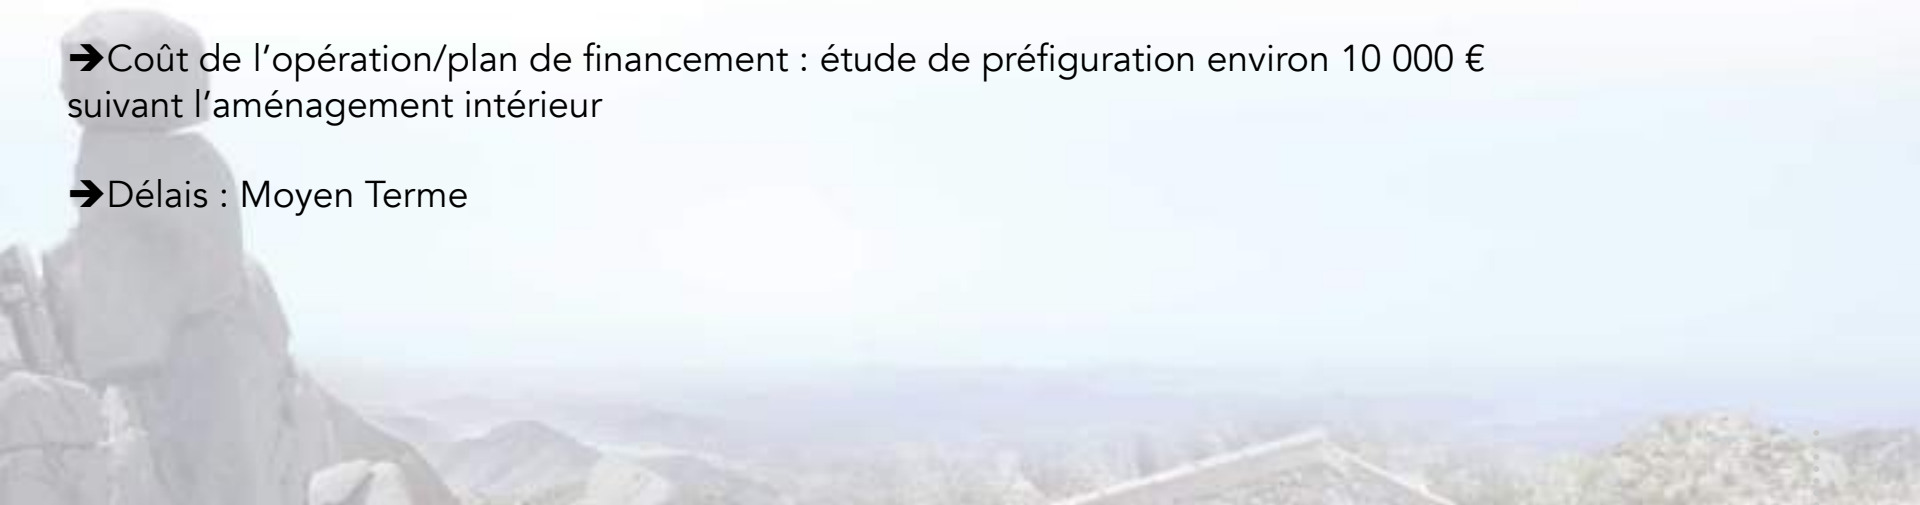 ➔Coût de l’opération/plan de financement : étude de préfiguration environ 10 000 €
suivant l’aménagement intérieur
➔Délais : Moyen Terme